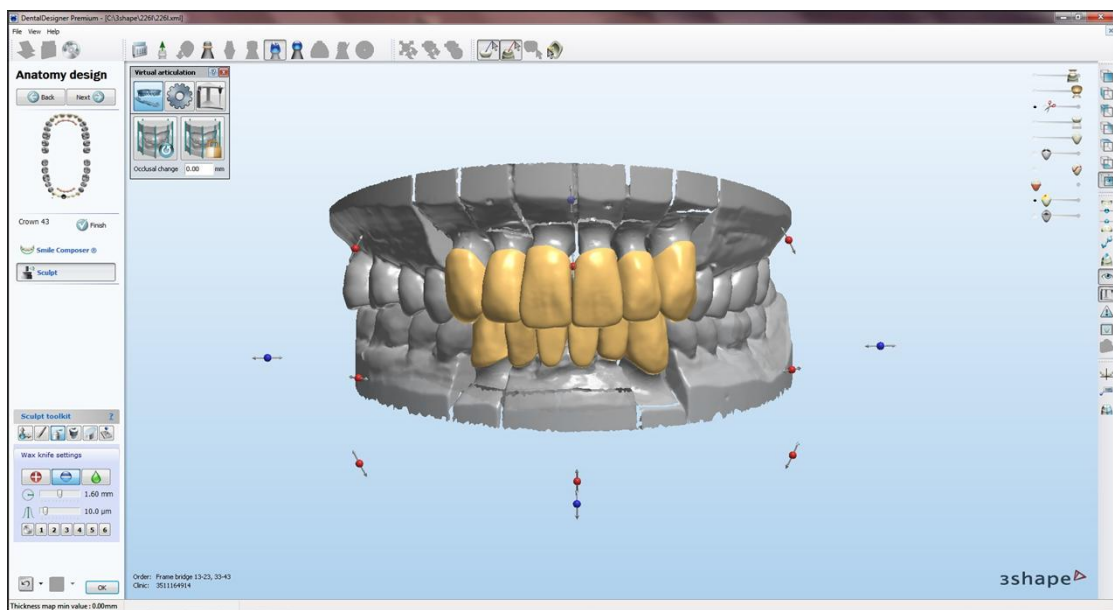 DentalDesigner Premium - [C:\3shape\226f\226l.xml]
File View Help
Anatomy design
Back Next
Crown 43 Finish
Smile Composer ®
Sculpt
Virtual articulation
Occlusal change 0.00 mm
Sculpt toolkit ?
Wax knife settings
1.60 mm
10.0 µm
1 2 3 4 5 6
OK
Order: Frame bridge 13-23, 33-43
Clinic: 3511164914
3shape
Thickness map min value : 0.00mm